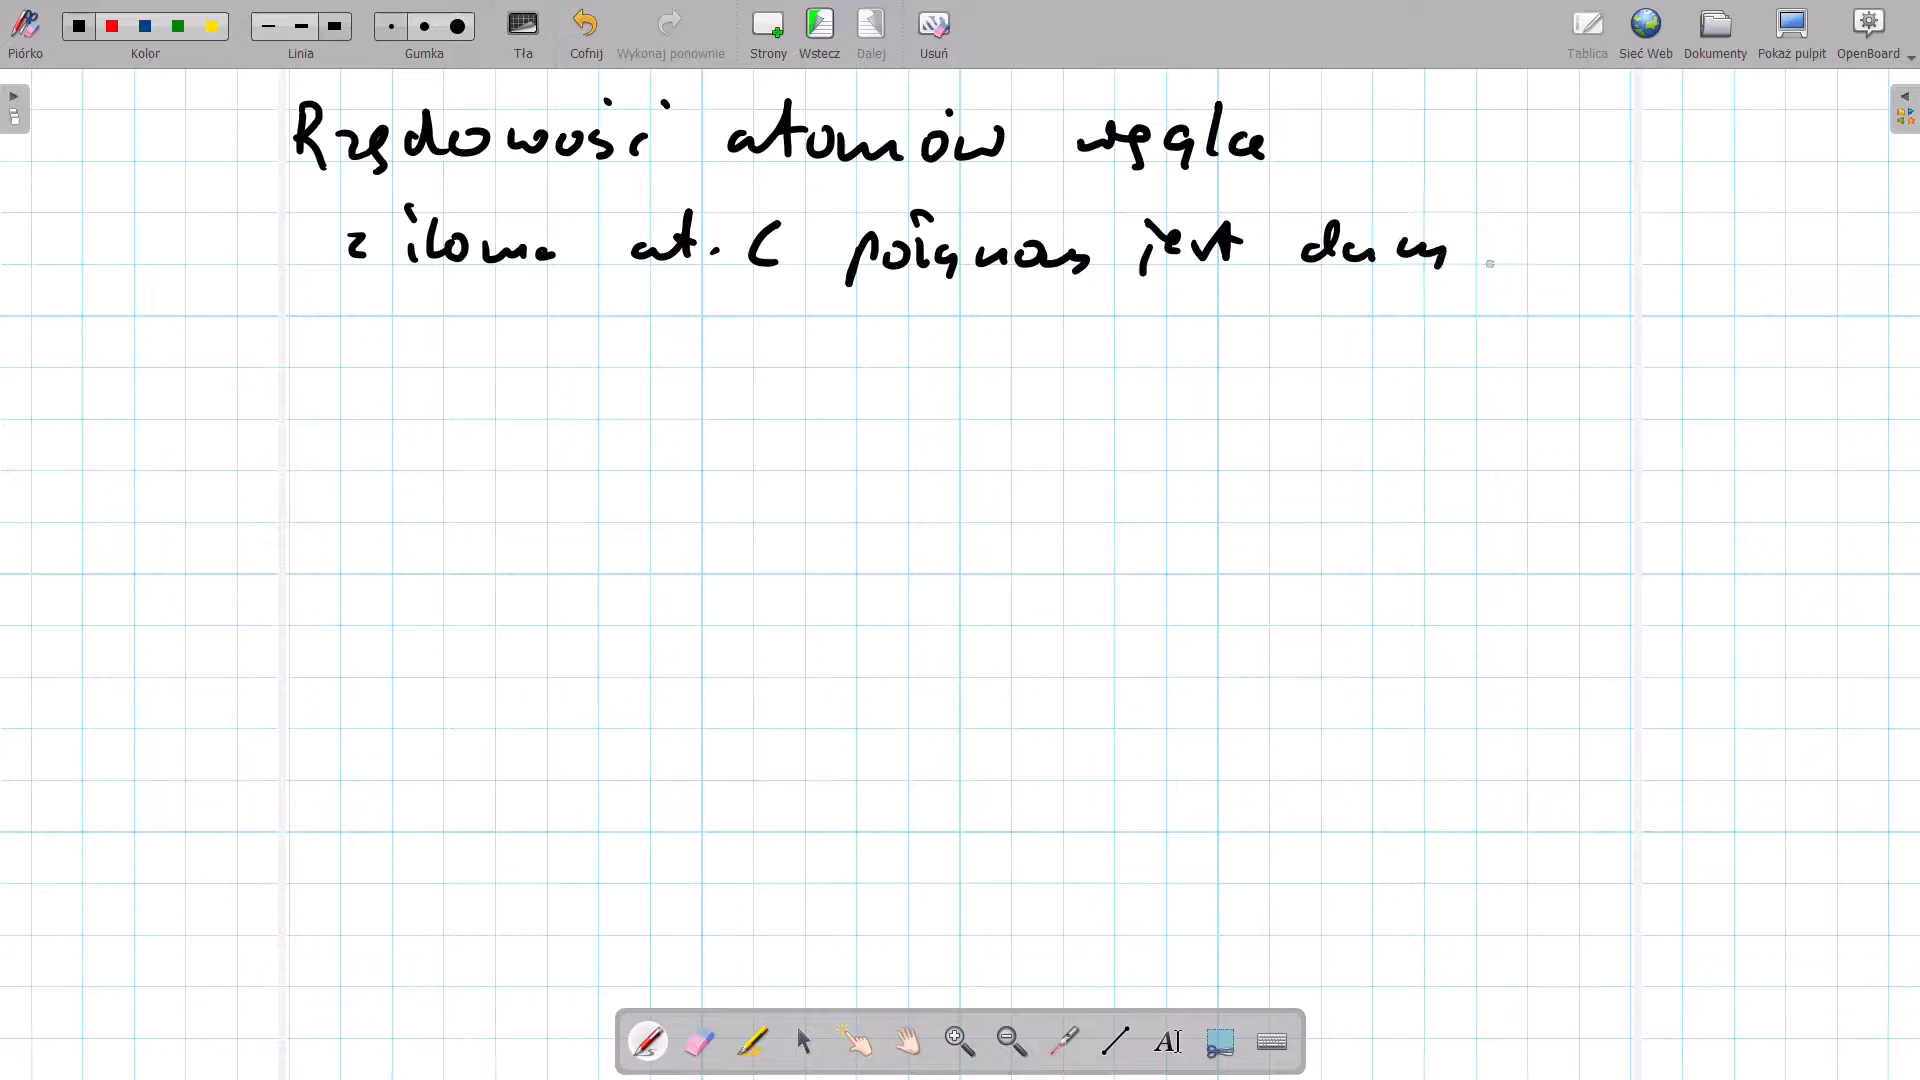 Piórko
Kolor
Linia
Gumka
Tła
Cofnij
Wykonaj ponownie
Strony
Wstecz
Dalej
Usuń
Tablica
Sieć Web
Dokumenty
Pokaż pulpit
OpenBoard
Rzędowość atomów węgla
z iloma at. C połączony jest dany